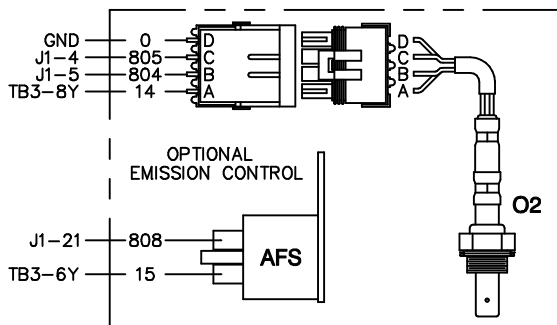 GND 0 D D
J1-4 805 C C
J1-5 804 B B
TB3-8Y 14 A A
OPTIONAL
EMISSION CONTROL
O2
J1-21 808
AFS
TB3-6Y 15